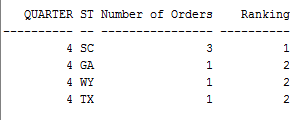 QUARTER ST Number of Orders Ranking
---------- -- ---------------- ----------
4 SC 3 1
4 GA 1 2
4 WY 1 2
4 TX 1 2